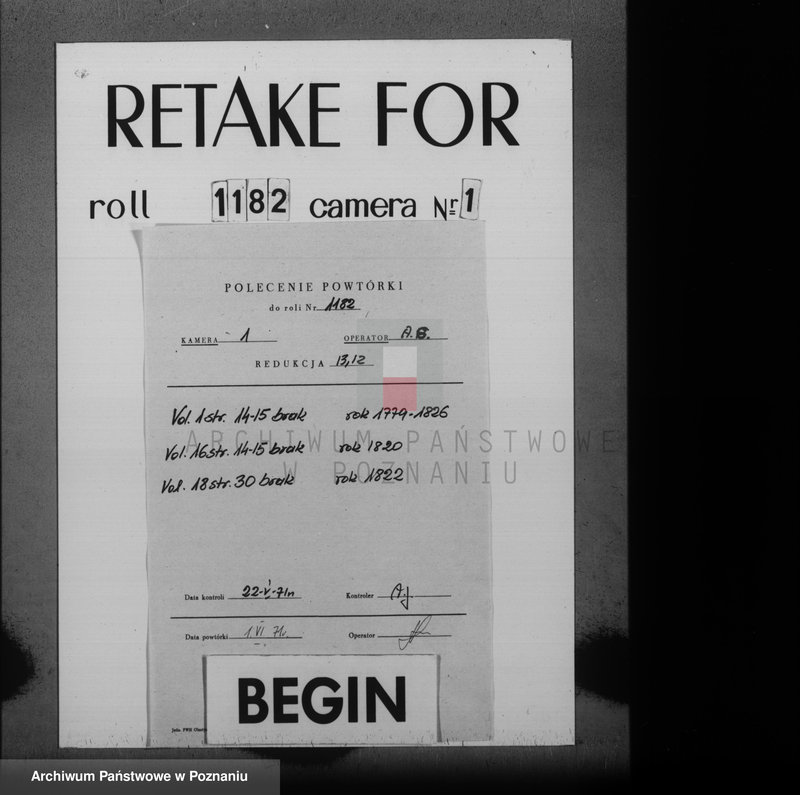 RETAKE FOR
roll 1182 camera Nr 1
POLECENIE POWTÓRKI
do roli Nr. 1182
KAMERA 1 OPERATOR A.S.
REDUKCJA 13,12
Vol. 1 str. 14-15 brak rok 1779-1826
ARCHIWUM PAŃSTWOWE
Vol. 16 str. 14-15 brak rok 1820
W POZNANIU
Vol. 18 str. 30 brak rok 1822
Data kontroli 22-V-71r Kontroler
Data powtórki 1 VI 71r. Operator
BEGIN
Archiwum Państwowe w Poznaniu